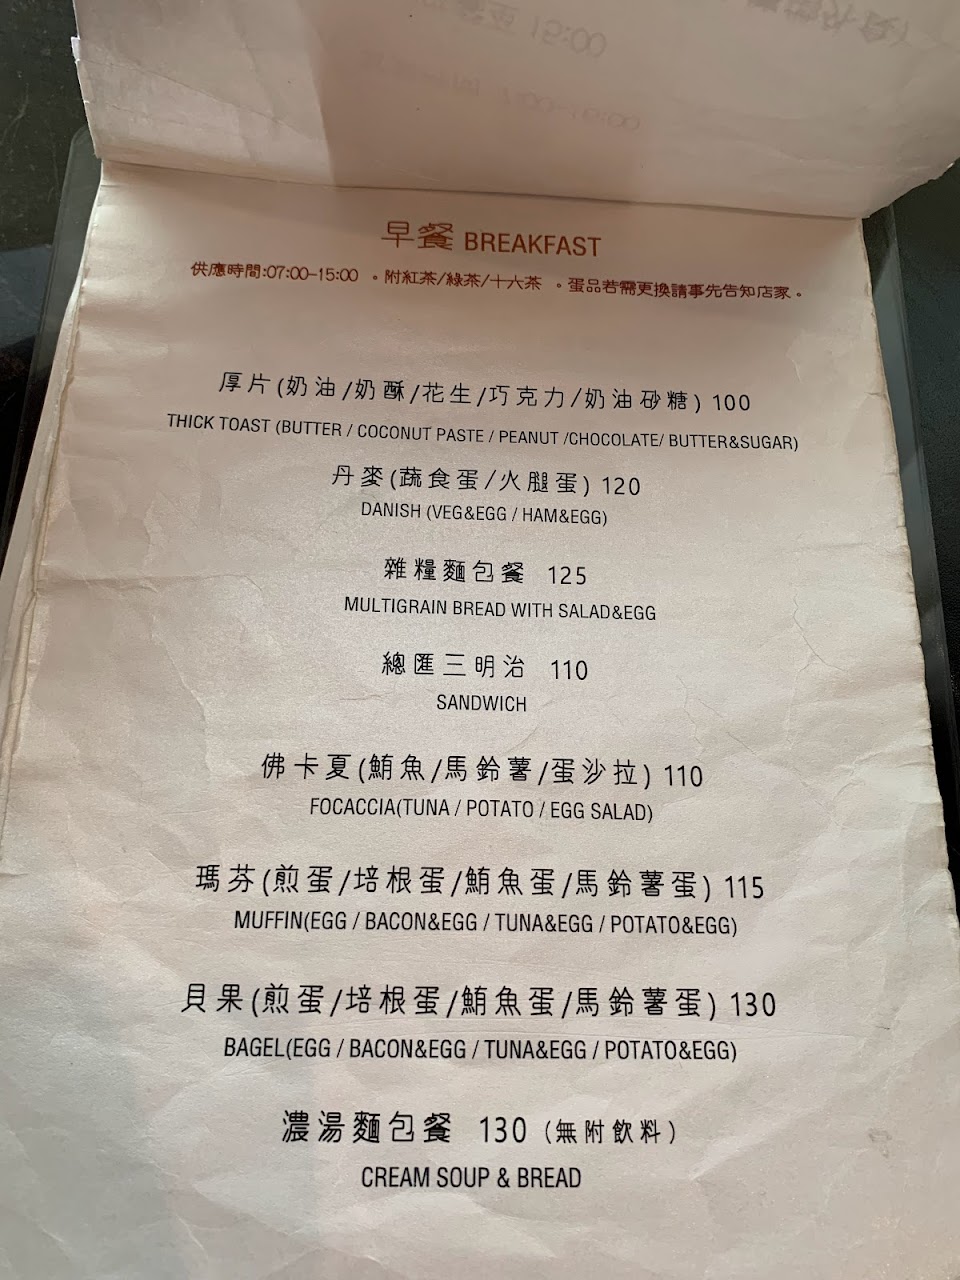 早餐 BREAKFAST
供應時間:07:00-15:00 。附紅茶/綠茶/十六茶 。蛋品若需更換請事先告知店家。
厚片(奶油/奶酥/花生/巧克力/奶油砂糖) 100
THICK TOAST (BUTTER / COCONUT PASTE / PEANUT /CHOCOLATE/ BUTTER&SUGAR)
丹麥(蔬食蛋/火腿蛋) 120
DANISH (VEG&EGG / HAM&EGG)
雜糧麵包餐 125
MULTIGRAIN BREAD WITH SALAD&EGG
總匯三明治 110
SANDWICH
佛卡夏(鮪魚/馬鈴薯/蛋沙拉) 110
FOCACCIA(TUNA / POTATO / EGG SALAD)
瑪芬(煎蛋/培根蛋/鮪魚蛋/馬鈴薯蛋) 115
MUFFIN(EGG / BACON&EGG / TUNA&EGG / POTATO&EGG)
貝果(煎蛋/培根蛋/鮪魚蛋/馬鈴薯蛋) 130
BAGEL(EGG / BACON&EGG / TUNA&EGG / POTATO&EGG)
濃湯麵包餐 130 (無附飲料)
CREAM SOUP & BREAD